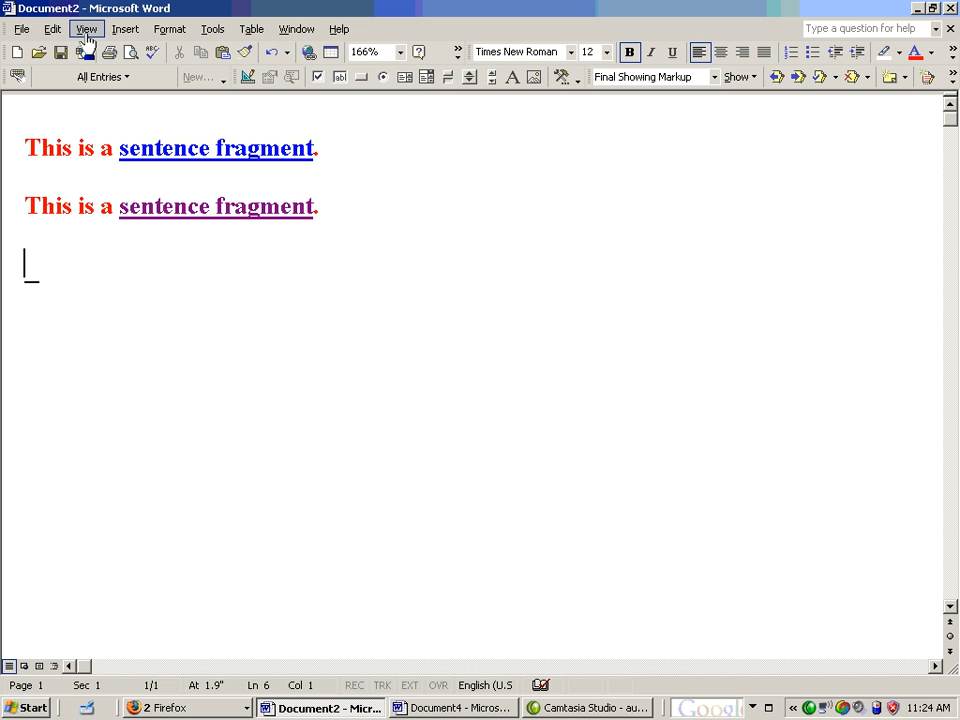 Document2 - Microsoft Word
File Edit View Insert Format Tools Table Window Help Type a question for help
166% Times New Roman 12 B I U A
All Entries New... ab A Final Showing Markup Show
This is a sentence fragment.
This is a sentence fragment.
Page 1 Sec 1 1/1 At 1.9" Ln 6 Col 1 REC TRK EXT OVR English (U.S
Start 2 Firefox Document2 - Micr... Document4 - Micros... Camtasia Studio - au... Google 11:24 AM